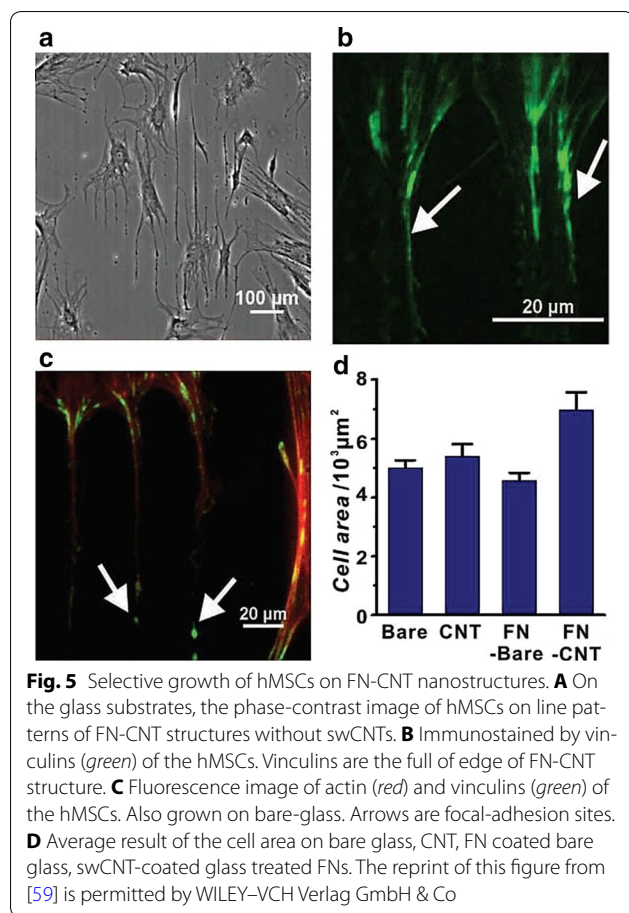 a
b
100 µm
20 µm
c
d
20 µm
Cell area /10³µm²
8
6
4
2
0
Bare CNT FN FN
-Bare -CNT
Fig. 5 Selective growth of hMSCs on FN-CNT nanostructures. A On
the glass substrates, the phase-contrast image of hMSCs on line pat-
terns of FN-CNT structures without swCNTs. B Immunostained by vin-
culins (green) of the hMSCs. Vinculins are the full of edge of FN-CNT
structure. C Fluorescence image of actin (red) and vinculins (green) of
the hMSCs. Also grown on bare-glass. Arrows are focal-adhesion sites.
D Average result of the cell area on bare glass, CNT, FN coated bare
glass, swCNT-coated glass treated FNs. The reprint of this figure from
[59] is permitted by WILEY–VCH Verlag GmbH & Co